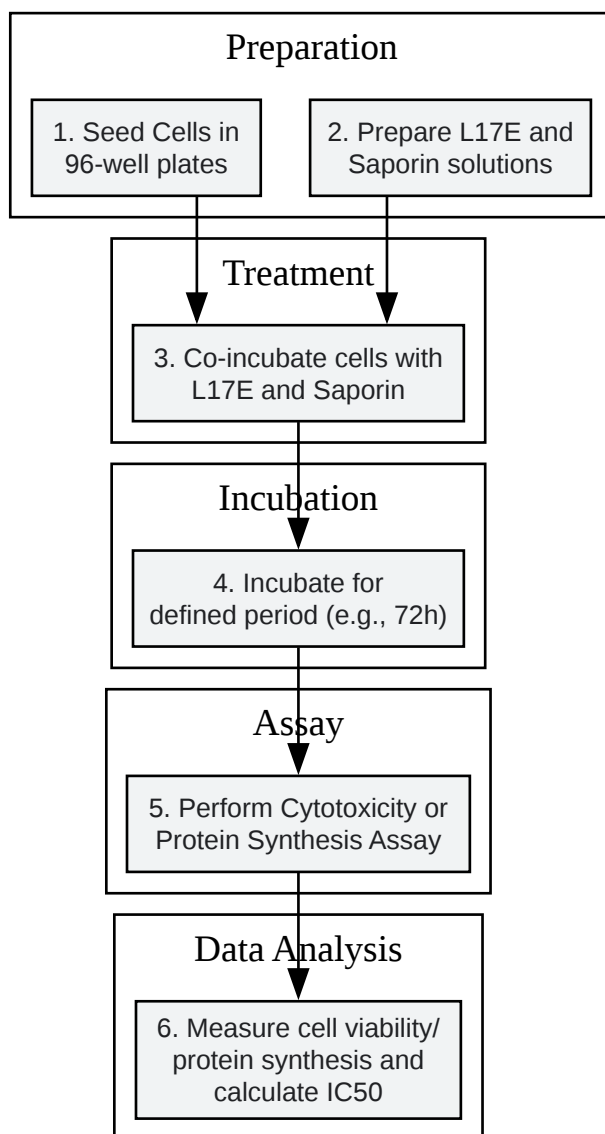 Preparation
1. Seed Cells in
96-well plates
2. Prepare L17E and
Saporin solutions
Treatment
3. Co-incubate cells with
L17E and Saporin
Incubation
4. Incubate for
defined period (e.g., 72h)
Assay
5. Perform Cytotoxicity or
Protein Synthesis Assay
Data Analysis
6. Measure cell viability/
protein synthesis and
calculate IC50